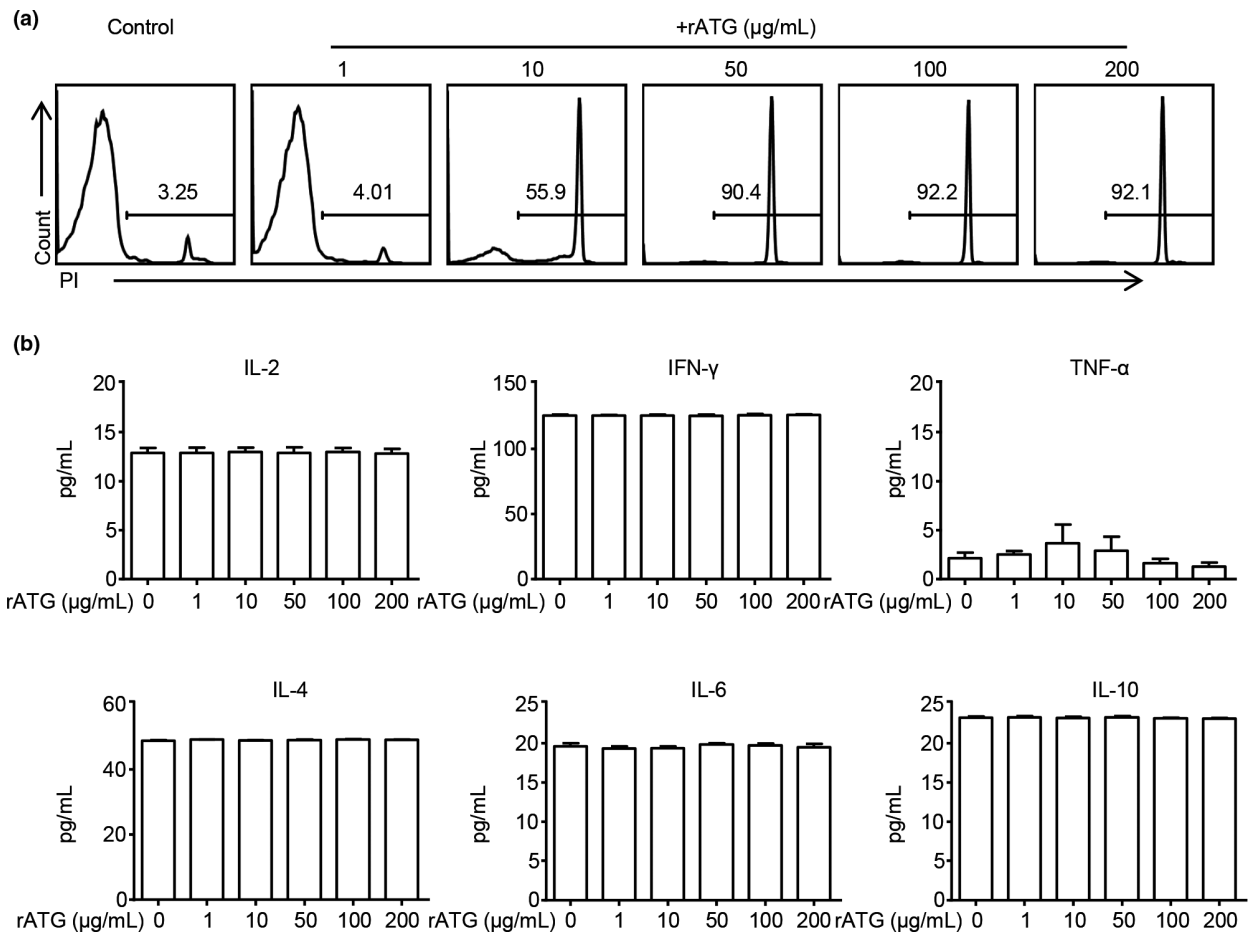 (a)
Control
+rATG (μg/mL)
1 10 50 100 200
3.25 4.01 55.9 90.4 92.2 92.1
Count
PI
(b)
IL-2 IFN-γ TNF-α
pg/mL
20
15
10
5
0
rATG (μg/mL) 0 1 10 50 100 200
pg/mL
150
100
50
0
rATG (μg/mL) 0 1 10 50 100 200
pg/mL
20
15
10
5
0
rATG (μg/mL) 0 1 10 50 100 200
IL-4 IL-6 IL-10
pg/mL
60
40
20
0
rATG (μg/mL) 0 1 10 50 100 200
pg/mL
25
20
15
10
5
0
rATG (μg/mL) 0 1 10 50 100 200
pg/mL
25
20
15
10
5
0
rATG (μg/mL) 0 1 10 50 100 200